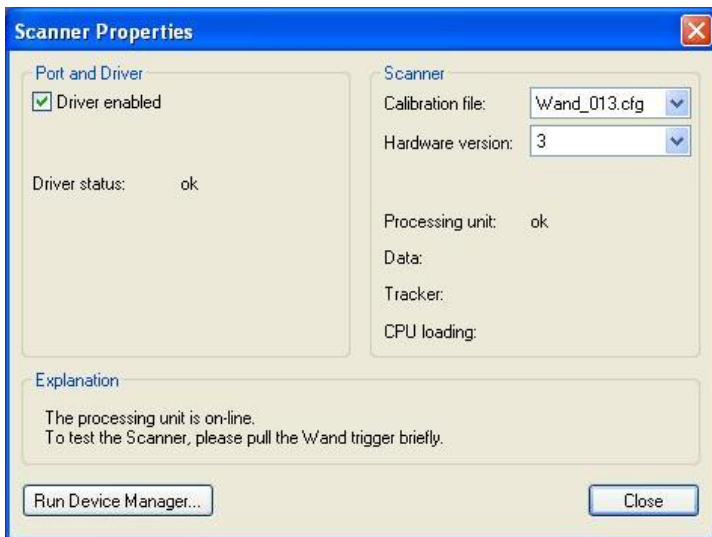 Scanner Properties
Port and Driver
Driver enabled
Driver status: ok
Scanner
Calibration file: Wand_013.cfg
Hardware version: 3
Processing unit: ok
Data:
Tracker:
CPU loading:
Explanation
The processing unit is on-line.
To test the Scanner, please pull the Wand trigger briefly.
Run Device Manager...
Close